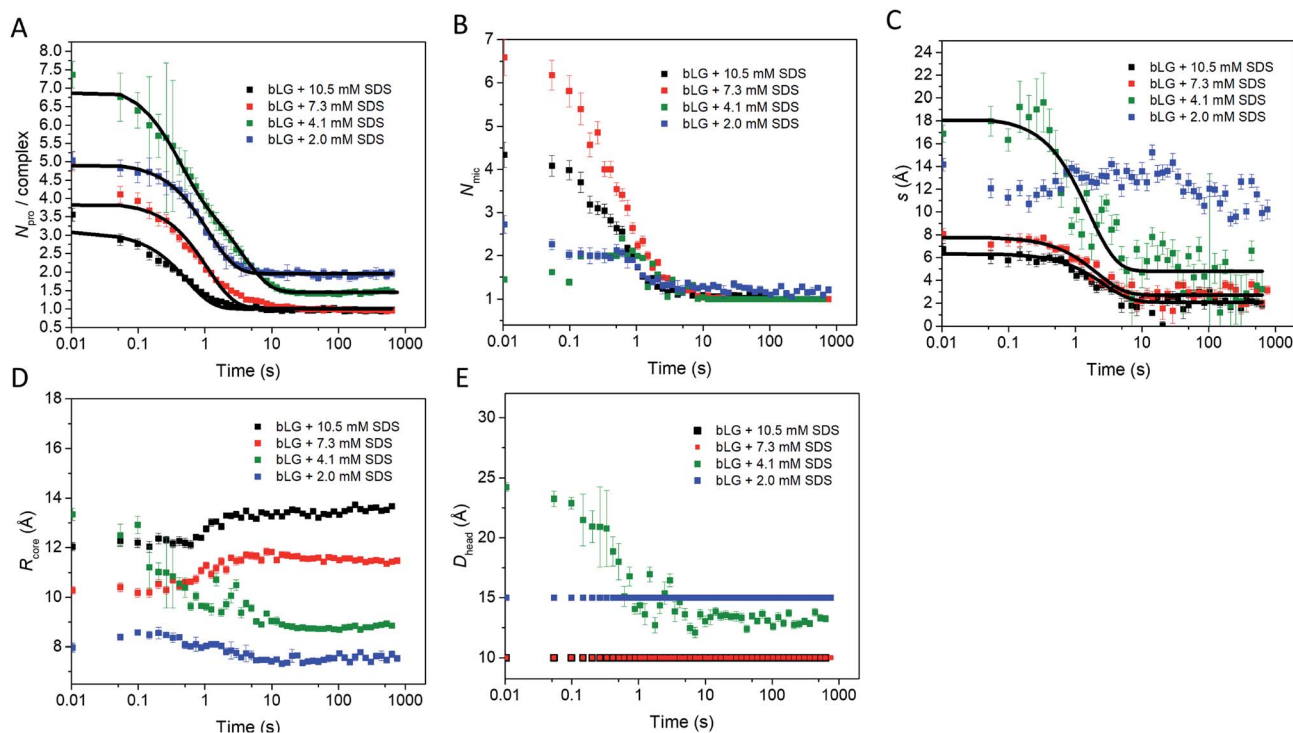 A
N_pro / complex
8.0
7.5
7.0
6.5
6.0
5.5
5.0
4.5
4.0
3.5
3.0
2.5
2.0
1.5
1.0
0.5
bLG + 10.5 mM SDS
bLG + 7.3 mM SDS
bLG + 4.1 mM SDS
bLG + 2.0 mM SDS
0.01 0.1 1 10 100 1000
Time (s)
B
N_mic
7
6
5
4
3
2
1
bLG + 10.5 mM SDS
bLG + 7.3 mM SDS
bLG + 4.1 mM SDS
bLG + 2.0 mM SDS
0.01 0.1 1 10 100 1000
Time (s)
C
s (Å)
24
22
20
18
16
14
12
10
8
6
4
2
0
bLG + 10.5 mM SDS
bLG + 7.3 mM SDS
bLG + 4.1 mM SDS
bLG + 2.0 mM SDS
0.01 0.1 1 10 100 1000
Time (s)
D
R_core (Å)
18
16
14
12
10
8
bLG + 10.5 mM SDS
bLG + 7.3 mM SDS
bLG + 4.1 mM SDS
bLG + 2.0 mM SDS
0.01 0.1 1 10 100 1000
Time (s)
E
D_head (Å)
30
25
20
15
10
bLG + 10.5 mM SDS
bLG + 7.3 mM SDS
bLG + 4.1 mM SDS
bLG + 2.0 mM SDS
0.01 0.1 1 10 100 1000
Time (s)